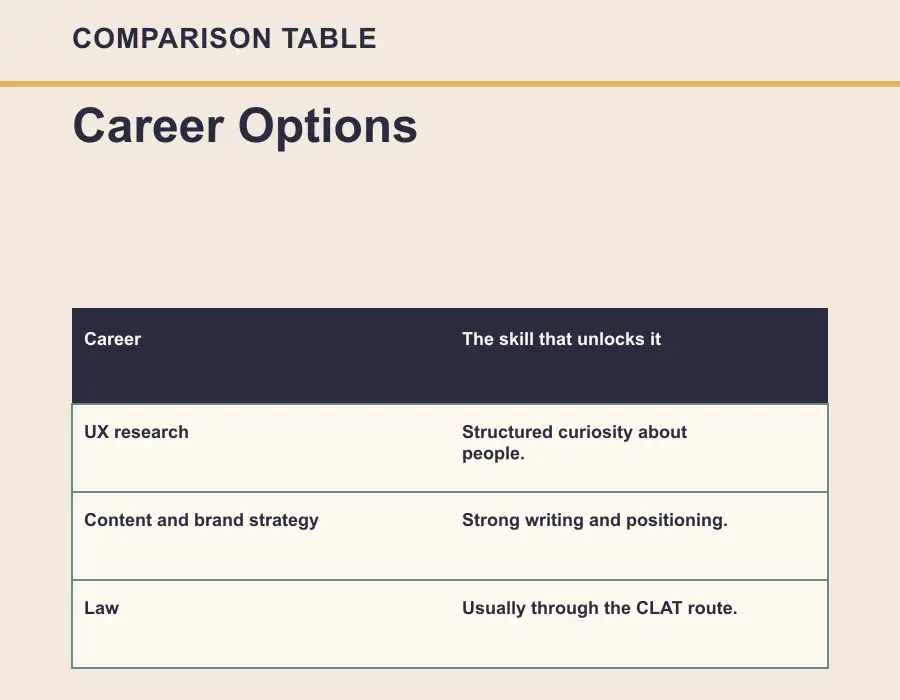 COMPARISON TABLE
Career Options
Career
The skill that unlocks it
UX research
Structured curiosity about
people.
Content and brand strategy
Strong writing and positioning.
Law
Usually through the CLAT route.